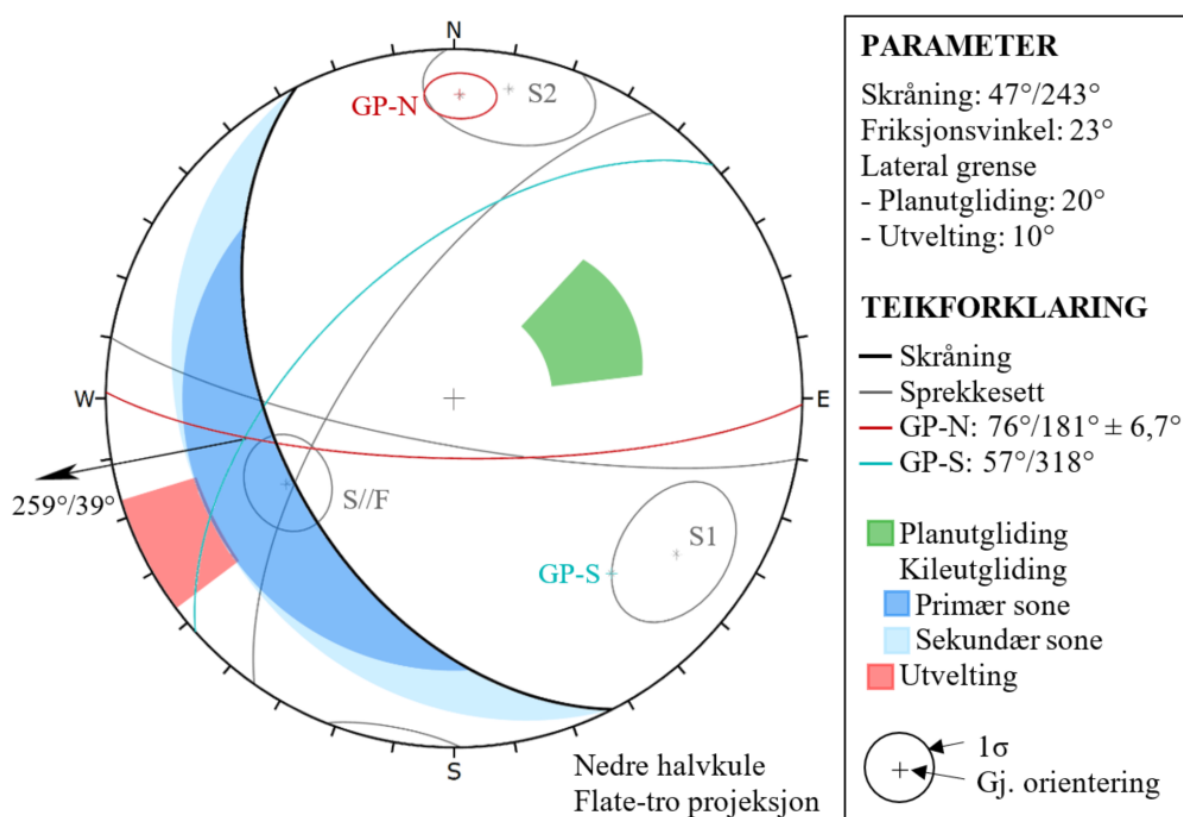 N
GP-N
S2
W
E
259°/39°
S//F
S1
GP-S
S
Nedre halvkule
Flate-tro projeksjon
PARAMETER
Skråning: 47°/243°
Friksjonsvinkel: 23°
Lateral grense
- Planutgliding: 20°
- Utvelting: 10°
TEIKFORKLARING
Skråning
Sprekkesett
GP-N: 76°/181° ± 6,7°
GP-S: 57°/318°
Planutgliding
Kileutgliding
Primær sone
Sekundær sone
Utvelting
1σ
Gj. orientering